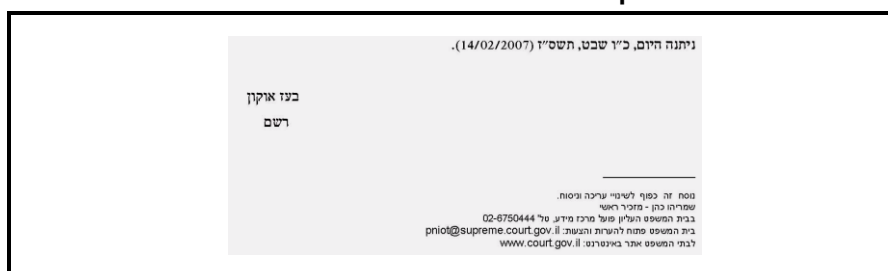 ניתנה היום, כ״ו שבט, תשס״ז (14/02/2007).
בעז אוקון
רשם
נוסח זה כפוף לשינויי עריכה וניסוח.
שמריהו כהן - מזכיר ראשי
בבית המשפט העליון פועל מרכז מידע, טל' 02-6750444
בית המשפט פתוח להערות והצעות: pniot@supreme.court.gov.il
לבתי המשפט אתר באינטרנט: www.court.gov.il